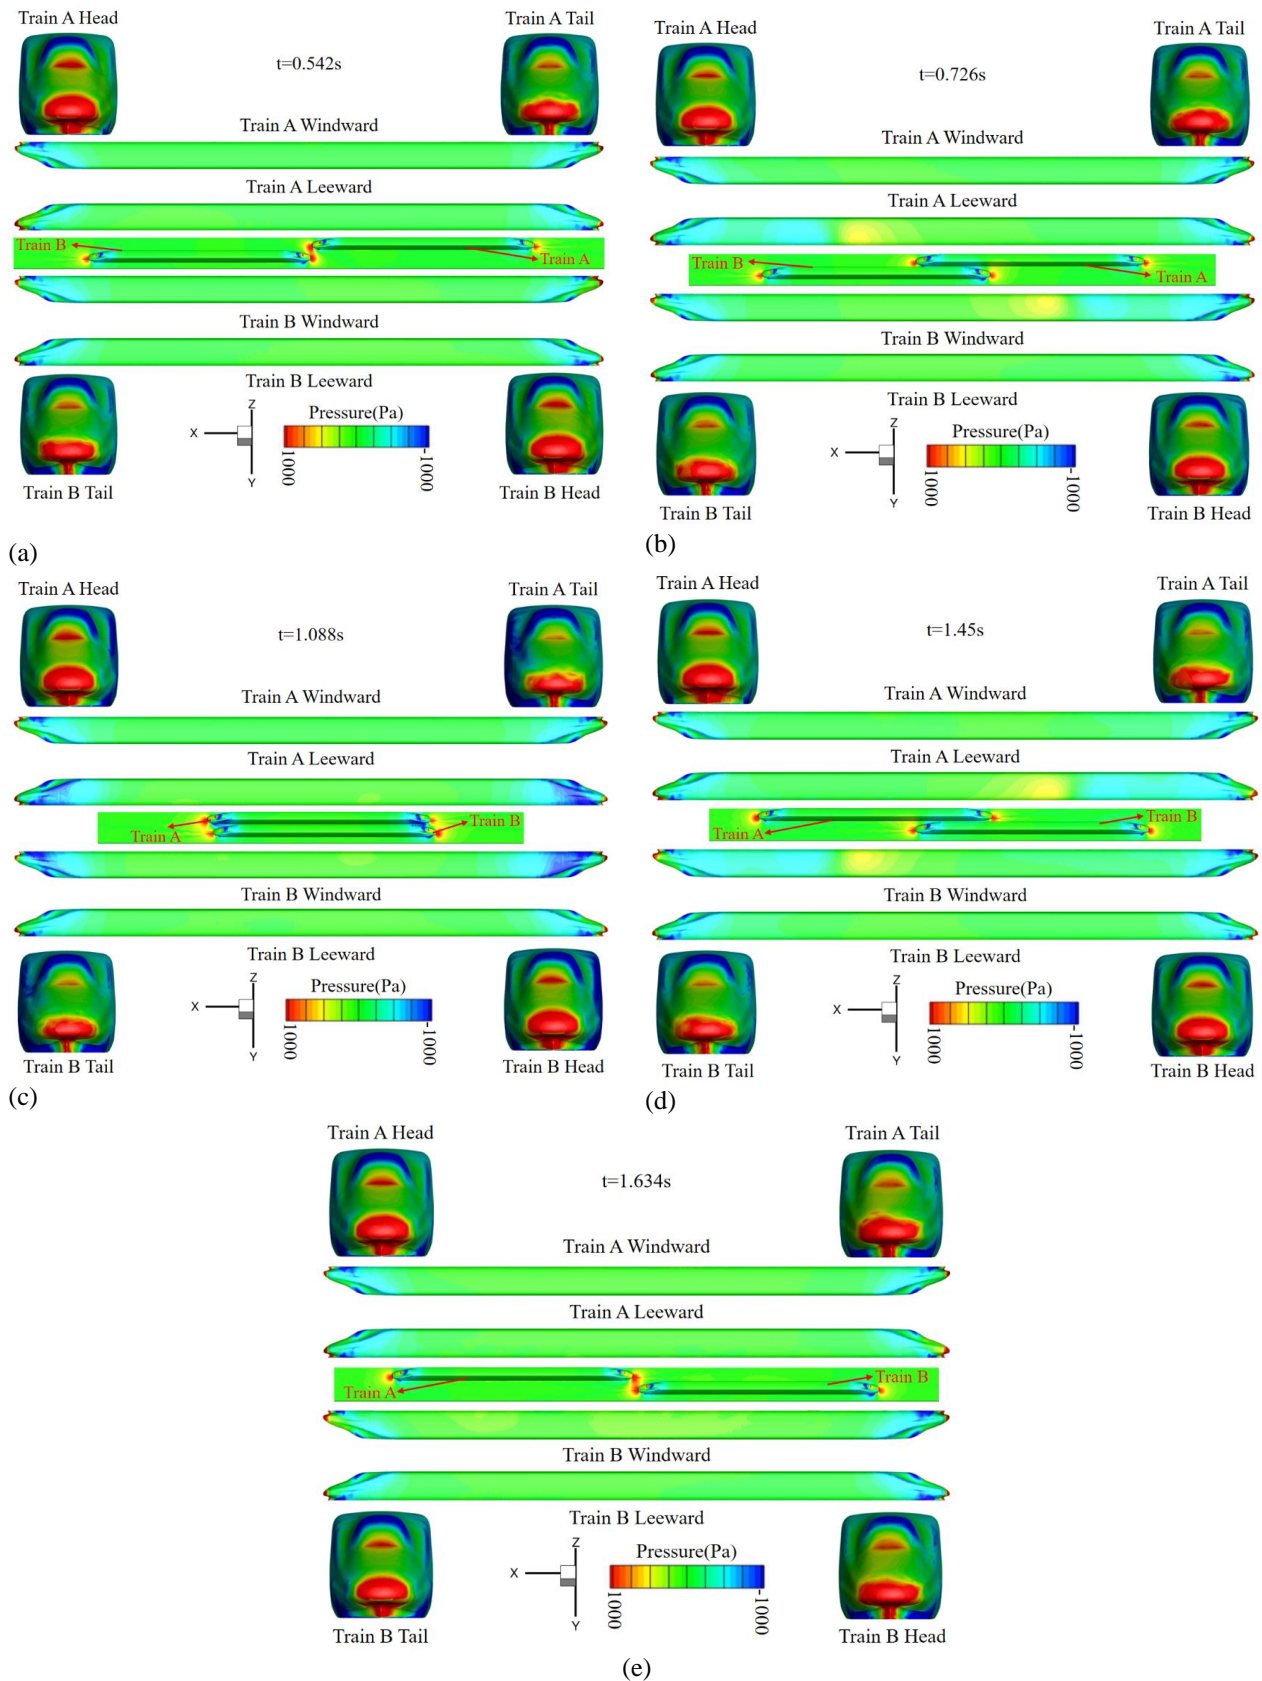 Train A Head
Train A Tail
t=0.542s
Train A Windward
Train A Leeward
Train B
Train A
Train B Windward
Train B Leeward
Z
X
Y
Pressure(Pa)
1000
-1000
Train B Tail
Train B Head
(a)
Train A Head
Train A Tail
t=0.726s
Train A Windward
Train A Leeward
Train B
Train A
Train B Windward
Train B Leeward
Z
X
Y
Pressure(Pa)
1000
-1000
Train B Tail
Train B Head
(b)
Train A Head
Train A Tail
t=1.088s
Train A Windward
Train A Leeward
Train B
Train A
Train B Windward
Train B Leeward
Z
X
Y
Pressure(Pa)
1000
-1000
Train B Tail
Train B Head
(c)
Train A Head
Train A Tail
t=1.45s
Train A Windward
Train A Leeward
Train B
Train A
Train B Windward
Train B Leeward
Z
X
Y
Pressure(Pa)
1000
-1000
Train B Tail
Train B Head
(d)
Train A Head
Train A Tail
t=1.634s
Train A Windward
Train A Leeward
Train B
Train A
Train B Windward
Train B Leeward
Z
X
Y
Pressure(Pa)
1000
-1000
Train B Tail
Train B Head
(e)